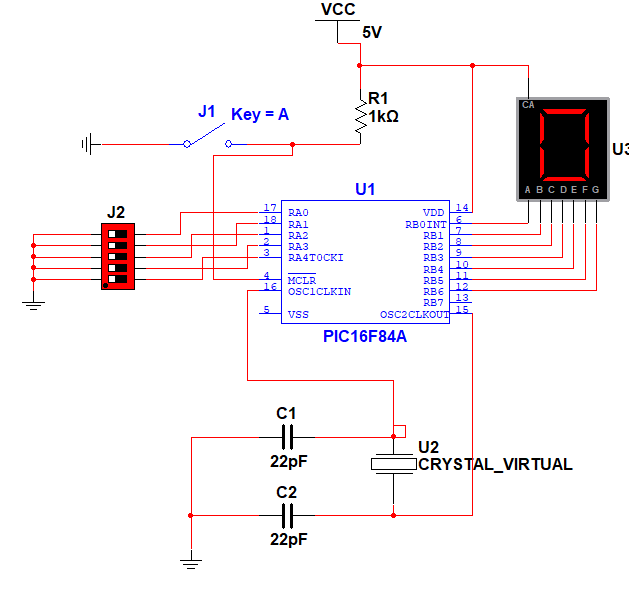 VCC
5V
R1
1kΩ
J1
Key = A
CA
U3
A B C D E F G
J2
U1
17 RA0
18 RA1
1 RA2
2 RA3
3 RA4T0CKI
4 MCLR
16 OSC1CLKIN
5 VSS
VDD 14
RB0INT 6
RB1 7
RB2 8
RB3 9
RB4 10
RB5 11
RB6 12
RB7 13
OSC2CLKOUT 15
PIC16F84A
C1
22pF
U2
CRYSTAL_VIRTUAL
C2
22pF